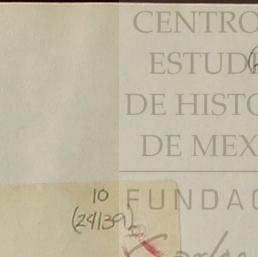 CENTRO
ESTUD
DE HISTO
DE MEX
FUNDAC
10
(24139)